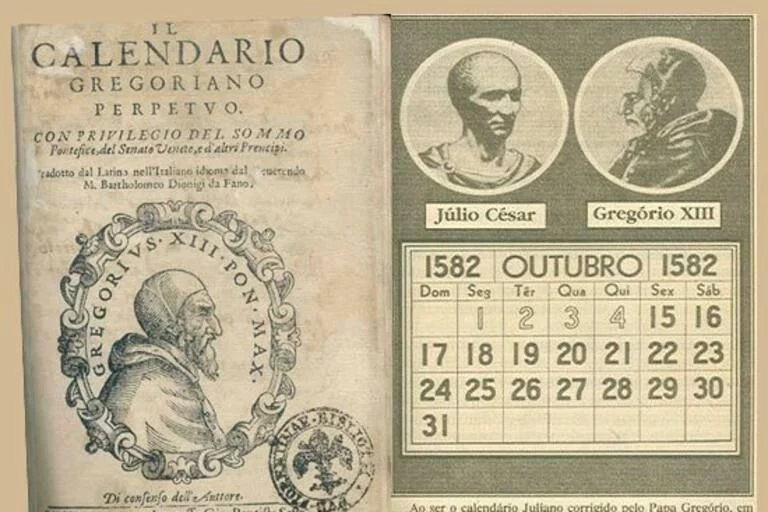 IL
CALENDARIO
GREGORIANO
PERPETVO.
CON PRIVILEGIO DEL SOMMO
Pontefice, del Senato Veneto, e d'altri Prencipi.
Tradotto dal Latino nell'Italiano idioma dal Reuerendo
M. Bartholomeo Dionigi da Fano.
GREGORIVS · XIII · PON · MAX ·
Di consenso dell'Auttore.
Júlio César
Gregório XIII
1582 OUTUBRO 1582
Dom Seg Têr Qua Qui Sex Sáb
1 2 3 4 15 16
17 18 19 20 21 22 23
24 25 26 27 28 29 30
31
Ao ser o calendário Juliano corrigido pelo Papa Gregório, em